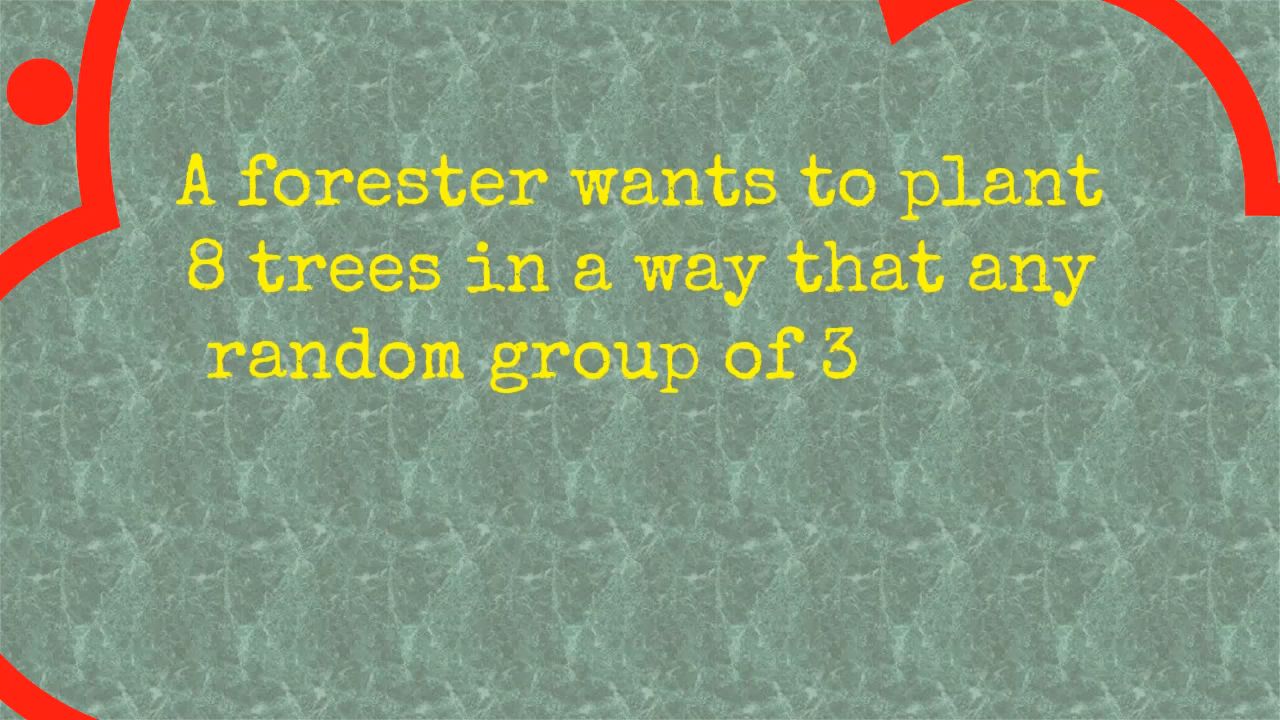 A forester wants to plant
8 trees in a way that any
random group of 3